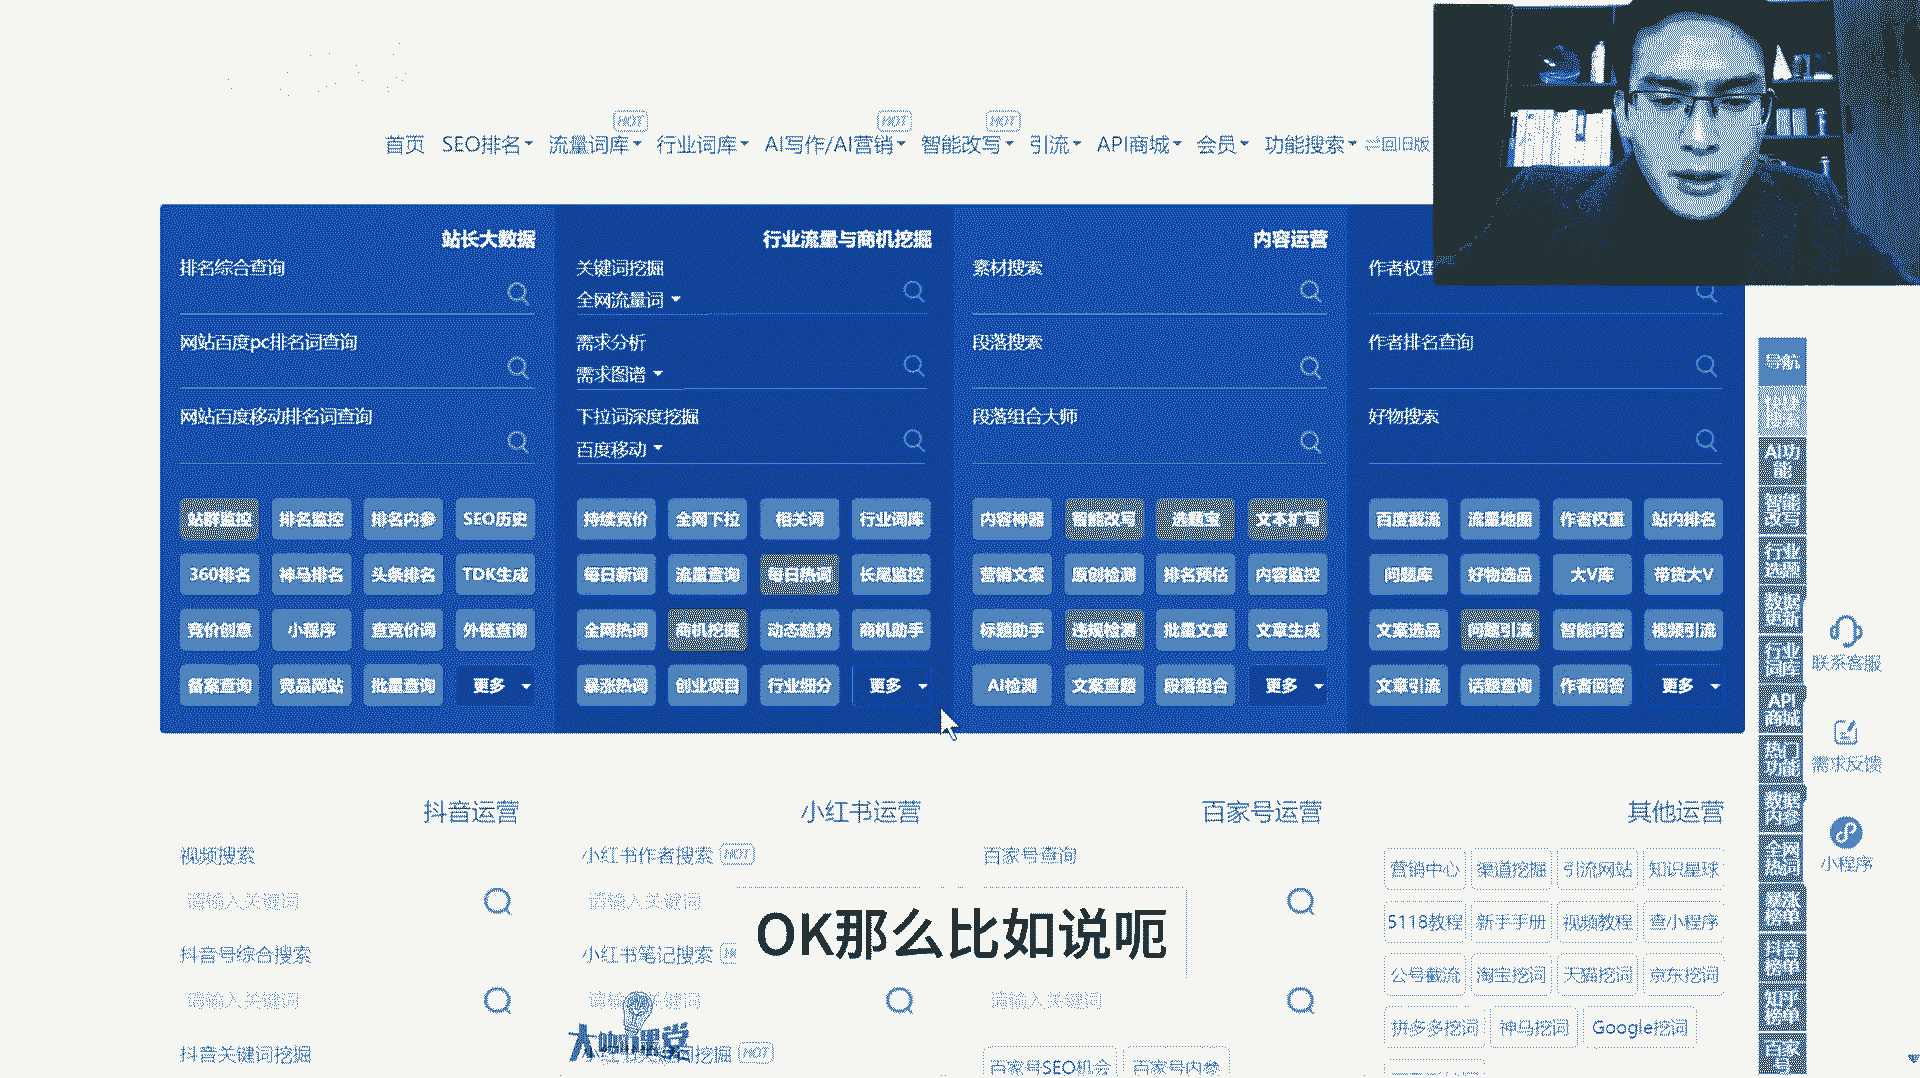 HOT HOT HOT
首页 SEO排名 流量词库 行业词库 AI写作/AI营销 智能改写 引流 API商城 会员 功能搜索 回旧版
站长大数据 行业流量与商机挖掘 内容运营
排名综合查询 关键词挖掘 素材搜索 作者权重
全网流量词
网站百度pc排名词查询 需求分析 段落搜索 作者排名查询
需求图谱
网站百度移动排名词查询 下拉词深度挖掘 段落组合大师 好物搜索
百度移动
站群监控 排名监控 排名内参 SEO历史 持续竞价 全网下拉 相关词 行业词库 内容神器 智能改写 选题宝 文本扩写 百度截流 流量地图 作者权重 站内排名
360排名 神马排名 头条排名 TDK生成 每日新词 流量查询 每日热词 长尾监控 营销文案 原创检测 排名预估 内容监控 问题库 好物选品 大V库 带货大V
竞价创意 小程序 查竞价词 外链查询 全网热词 商机挖掘 动态趋势 商机助手 标题助手 违规检测 批量文章 文章生成 文案选品 问题引流 智能问答 视频引流
备案查询 竞品网站 批量查询 更多 暴涨热词 创业项目 行业细分 更多 AI检测 文案查题 段落组合 更多 文章引流 话题查询 作者回答 更多
抖音运营 小红书运营 百家号运营 其他运营
视频搜索 小红书作者搜索 HOT 百家号查询
营销中心 渠道挖掘 引流网站 知识星球
请输入关键词 请输入关键词
5118教程 新手手册 视频教程 查小程序
OK那么比如说呃
抖音号综合搜索 小红书笔记搜索
公号截流 淘宝挖词 天猫挖词 京东挖词
请输入关键词 请输入关键词 请输入关键词
拼多多挖词 神马挖词 Google挖词
大咖课堂
抖音关键词挖掘 挖掘 HOT
百家号SEO机会 百家号内参
导航
AI功能
智能改写
行业选题
数据更新
行业词库
API商城
热门功能
数据内参
全网热词
抖音榜单
知乎榜单
百家号
联系客服
需求反馈
小程序